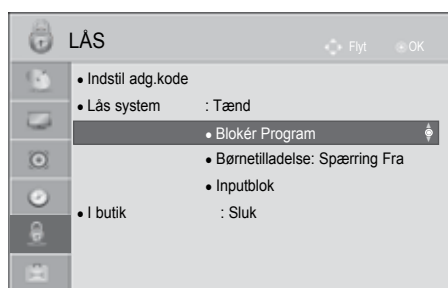 LÅS
Flyt OK
• Indstil adg.kode
• Lås system : Tænd
• Blokér Program
• Børnetilladelse: Spærring Fra
• Inputblok
• I butik : Sluk